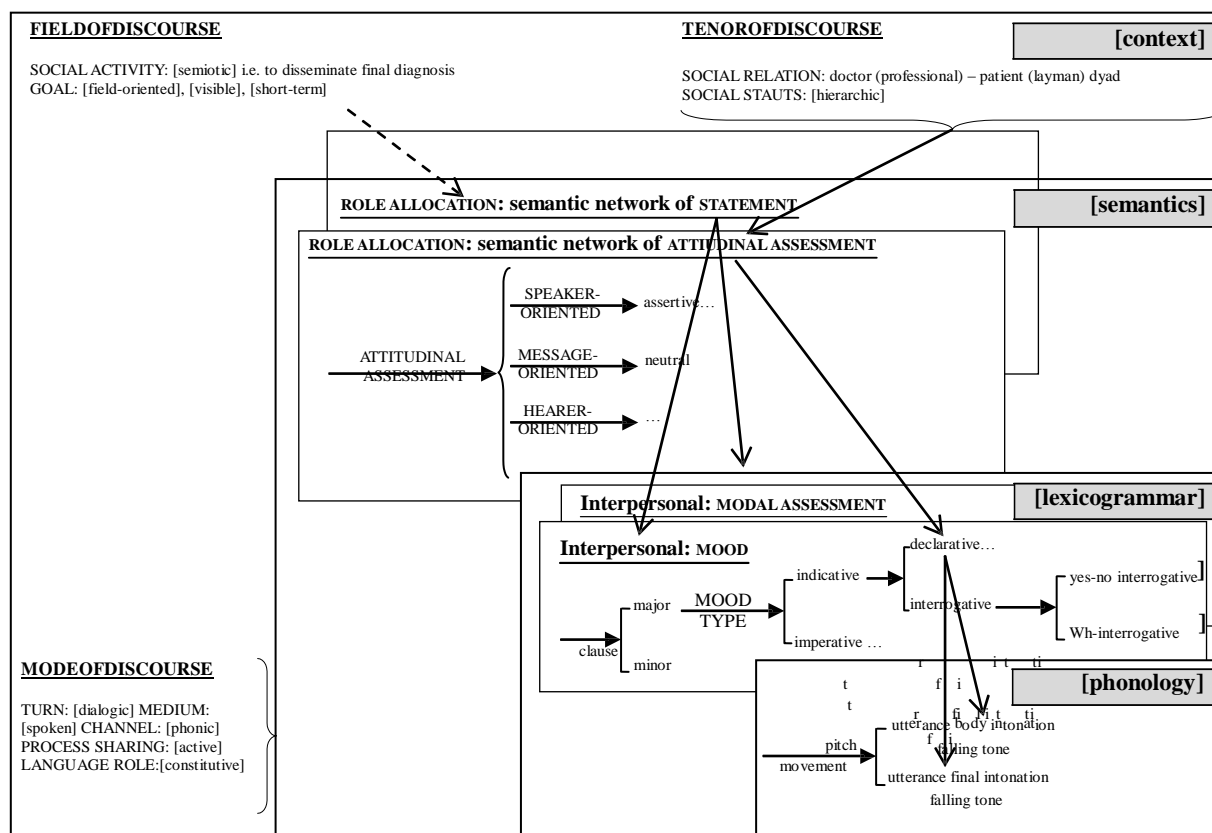 FIELDOFDISCOURSE
SOCIAL ACTIVITY: [semiotic] i.e. to disseminate final diagnosis
GOAL: [field-oriented], [visible], [short-term]
TENOROFDISCOURSE
[context]
SOCIAL RELATION: doctor (professional) – patient (layman) dyad
SOCIAL STAUTS: [hierarchic]
ROLE ALLOCATION: semantic network of STATEMENT
[semantics]
ROLE ALLOCATION: semantic network of ATTIUDINAL ASSESSMENT
SPEAKER-
ORIENTED
assertive…
ATTITUDINAL
ASSESSMENT
MESSAGE-
ORIENTED
neutral
HEARER-
ORIENTED
…
[lexicogrammar]
Interpersonal: MODAL ASSESSMENT
Interpersonal: MOOD
declarative…
indicative
yes-no interrogative
major
MOOD
TYPE
interrogative
imperative …
Wh-interrogative
clause
minor
MODEOFDISCOURSE
TURN: [dialogic] MEDIUM:
[spoken] CHANNEL: [phonic]
PROCESS SHARING: [active]
LANGUAGE ROLE:[constitutive]
[phonology]
utterance body intonation
falling tone
pitch
movement
utterance final intonation
falling tone